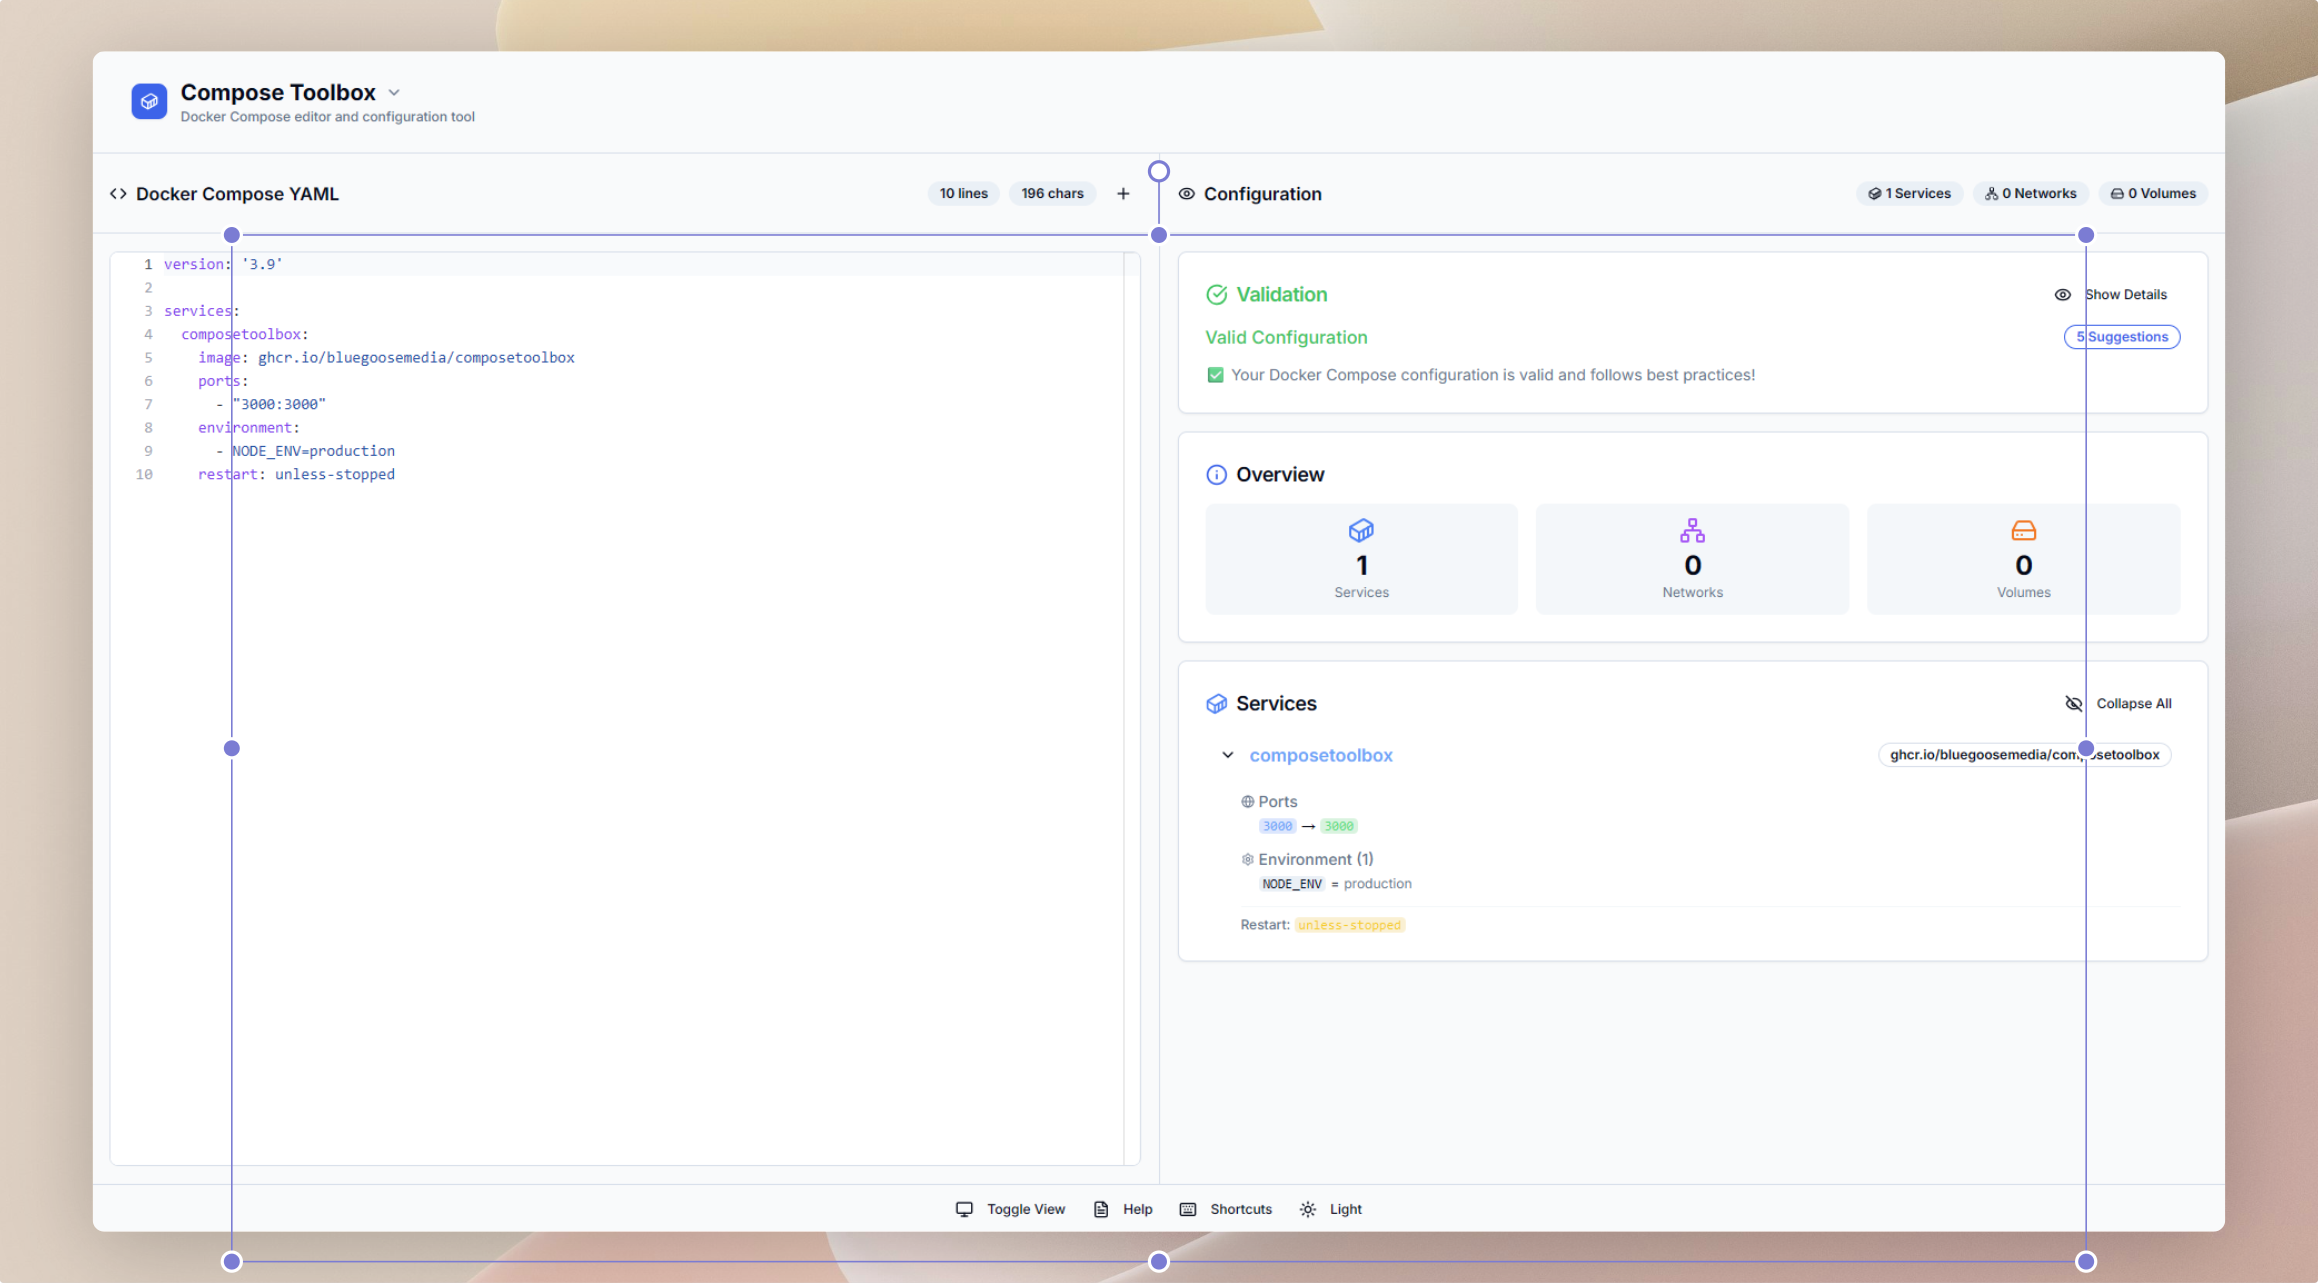 Compose Toolbox
Docker Compose editor and configuration tool
Docker Compose YAML
10 lines
196 chars
1 version: '3.9'
2
3 services:
4 composetoolbox:
5 image: ghcr.io/bluegoosemedia/composetoolbox
6 ports:
7 - "3000:3000"
8 environment:
9 - NODE_ENV=production
10 restart: unless-stopped
Configuration
1 Services
0 Networks
0 Volumes
Validation
Show Details
Valid Configuration
5 Suggestions
✅ Your Docker Compose configuration is valid and follows best practices!
Overview
1
Services
0
Networks
0
Volumes
Services
Collapse All
composetoolbox
ghcr.io/bluegoosemedia/composetoolbox
Ports
3000 → 3000
Environment (1)
NODE_ENV = production
Restart: unless-stopped
Toggle View
Help
Shortcuts
Light